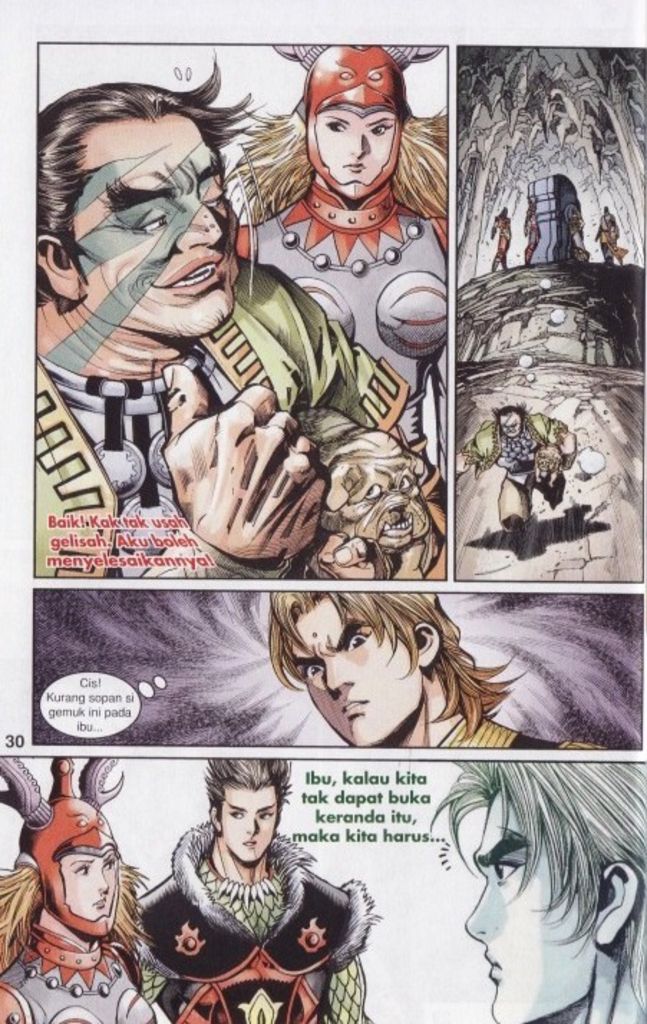 Baik! Kak tak usah
gelisah. Aku boleh
menyelesaikannya!
Cis!
Kurang sopan si
gemuk ini pada
ibu...
30
Ibu, kalau kita
tak dapat buka
keranda itu,
maka kita harus...